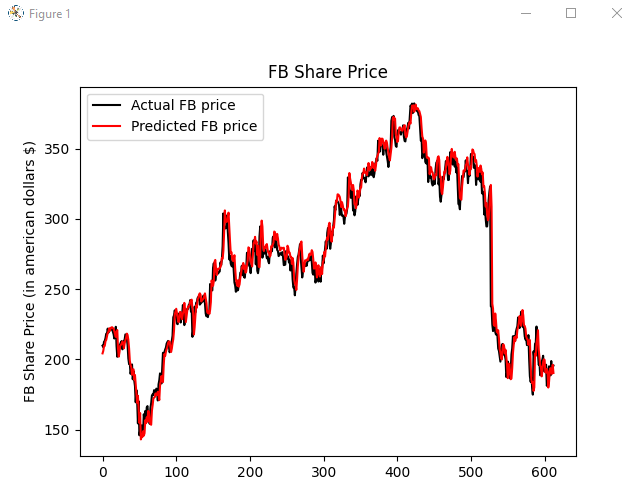 Figure 1
FB Share Price
Actual FB price
Predicted FB price
FB Share Price (in american dollars $)
350
300
250
200
150
0 100 200 300 400 500 600